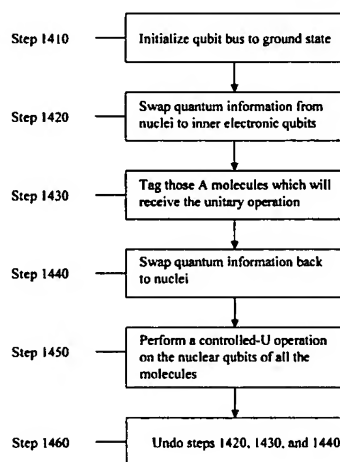 Step 1410
Initialize qubit bus to ground state
Step 1420
Swap quantum information from
nuclei to inner electronic qubits
Step 1430
Tag those A molecules which will
receive the unitary operation
Step 1440
Swap quantum information back
to nuclei
Step 1450
Perform a controlled-U operation
on the nuclear qubits of all the
molecules
Step 1460
Undo steps 1420, 1430, and 1440